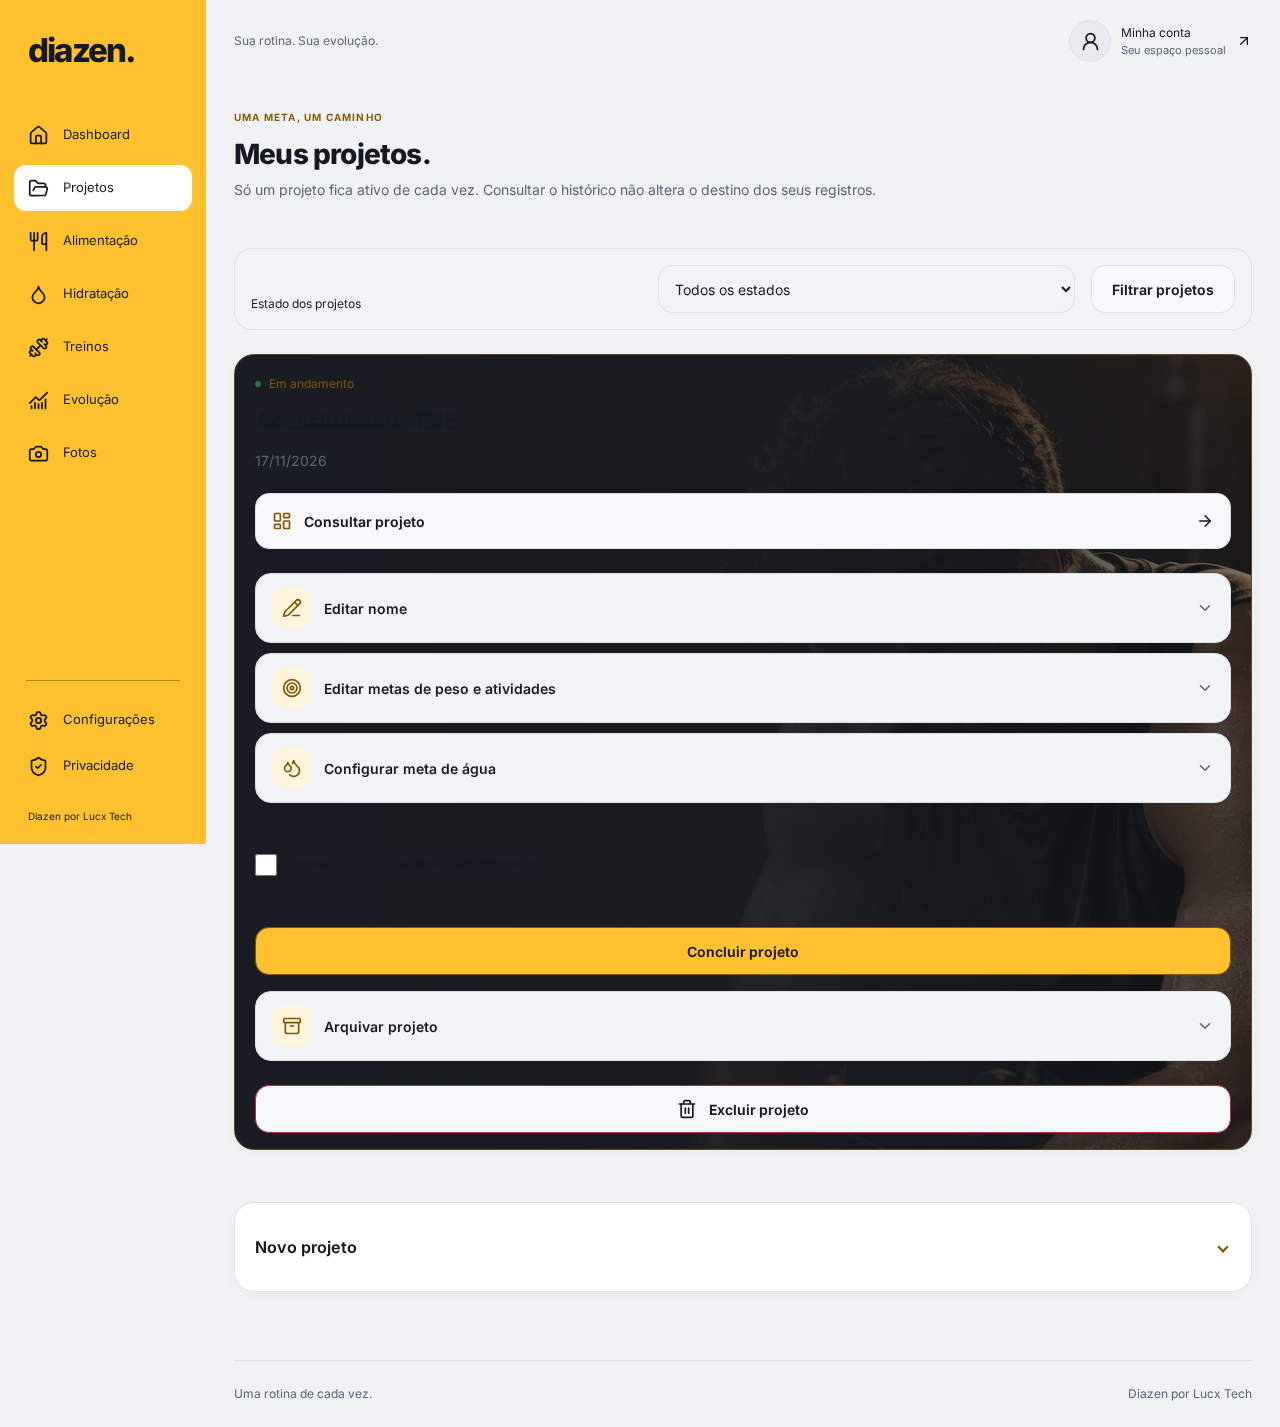 diazen.
Sua rotina. Sua evolução.
Minha conta
Seu espaço pessoal
Dashboard
Projetos
Alimentação
Hidratação
Treinos
Evolução
Fotos
Configurações
Privacidade
Diazen por Lucx Tech
UMA META, UM CAMINHO
Meus projetos.
Só um projeto fica ativo de cada vez. Consultar o histórico não altera o destino dos seus registros.
Estado dos projetos
Todos os estados
Filtrar projetos
Em andamento
Acessibilidade E2E
17/11/2026
Consultar projeto
Editar nome
Editar metas de peso e atividades
Configurar meta de água
Concluir projeto
Arquivar projeto
Excluir projeto
Novo projeto
Uma rotina de cada vez.
Diazen por Lucx Tech